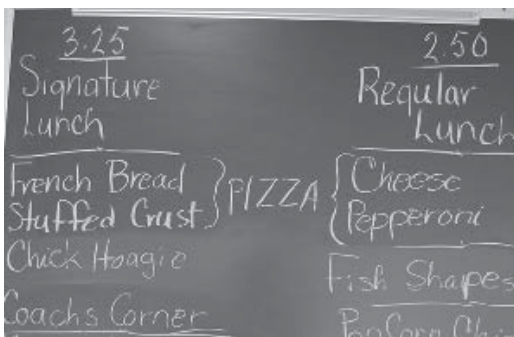 3.25
Signature
Lunch
French Bread
Stuffed Crust
PIZZA
Chick Hoagie
Coachs Corner
2.50
Regular
Lunch
Cheese
Pepperoni
Fish Shapes
PopCorn